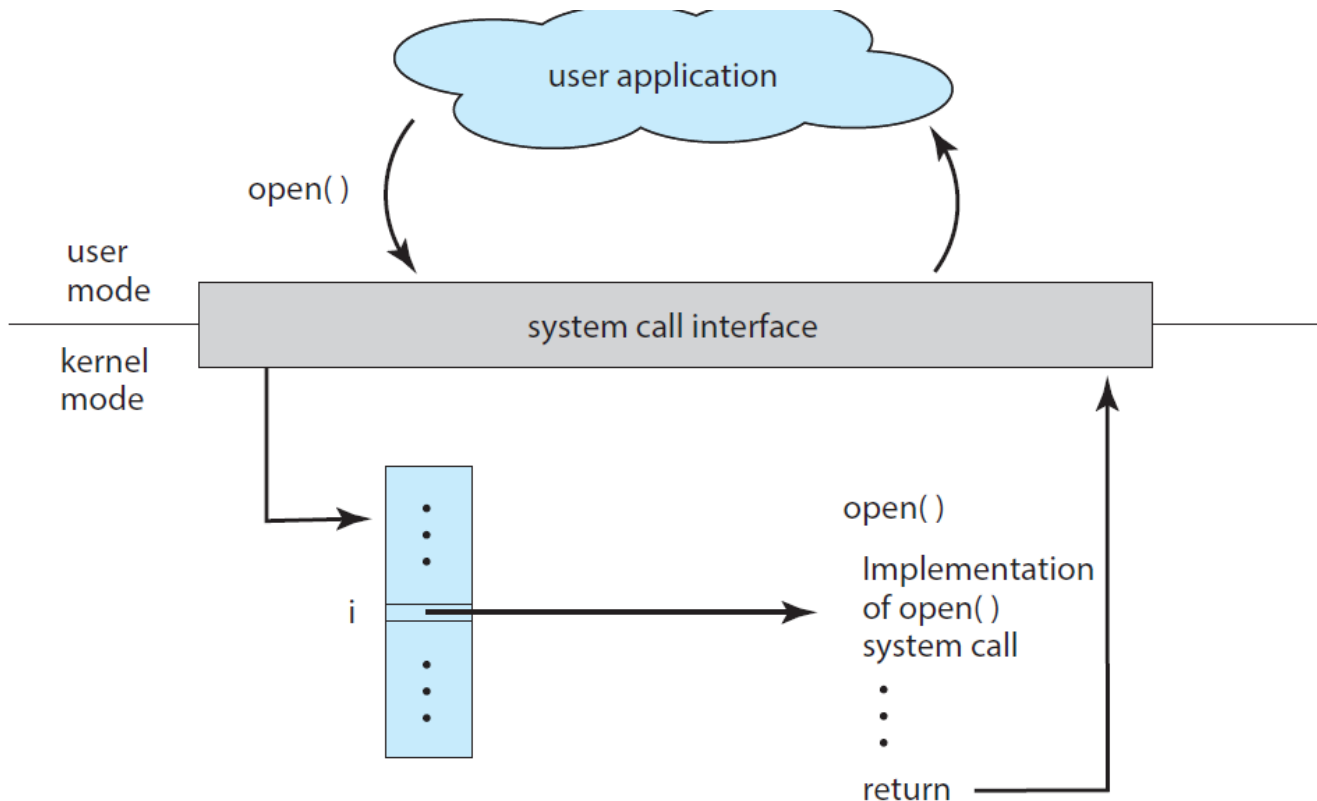 user application
open( )
user
mode
system call interface
kernel
mode
open( )
i
Implementation
of open( )
system call
return